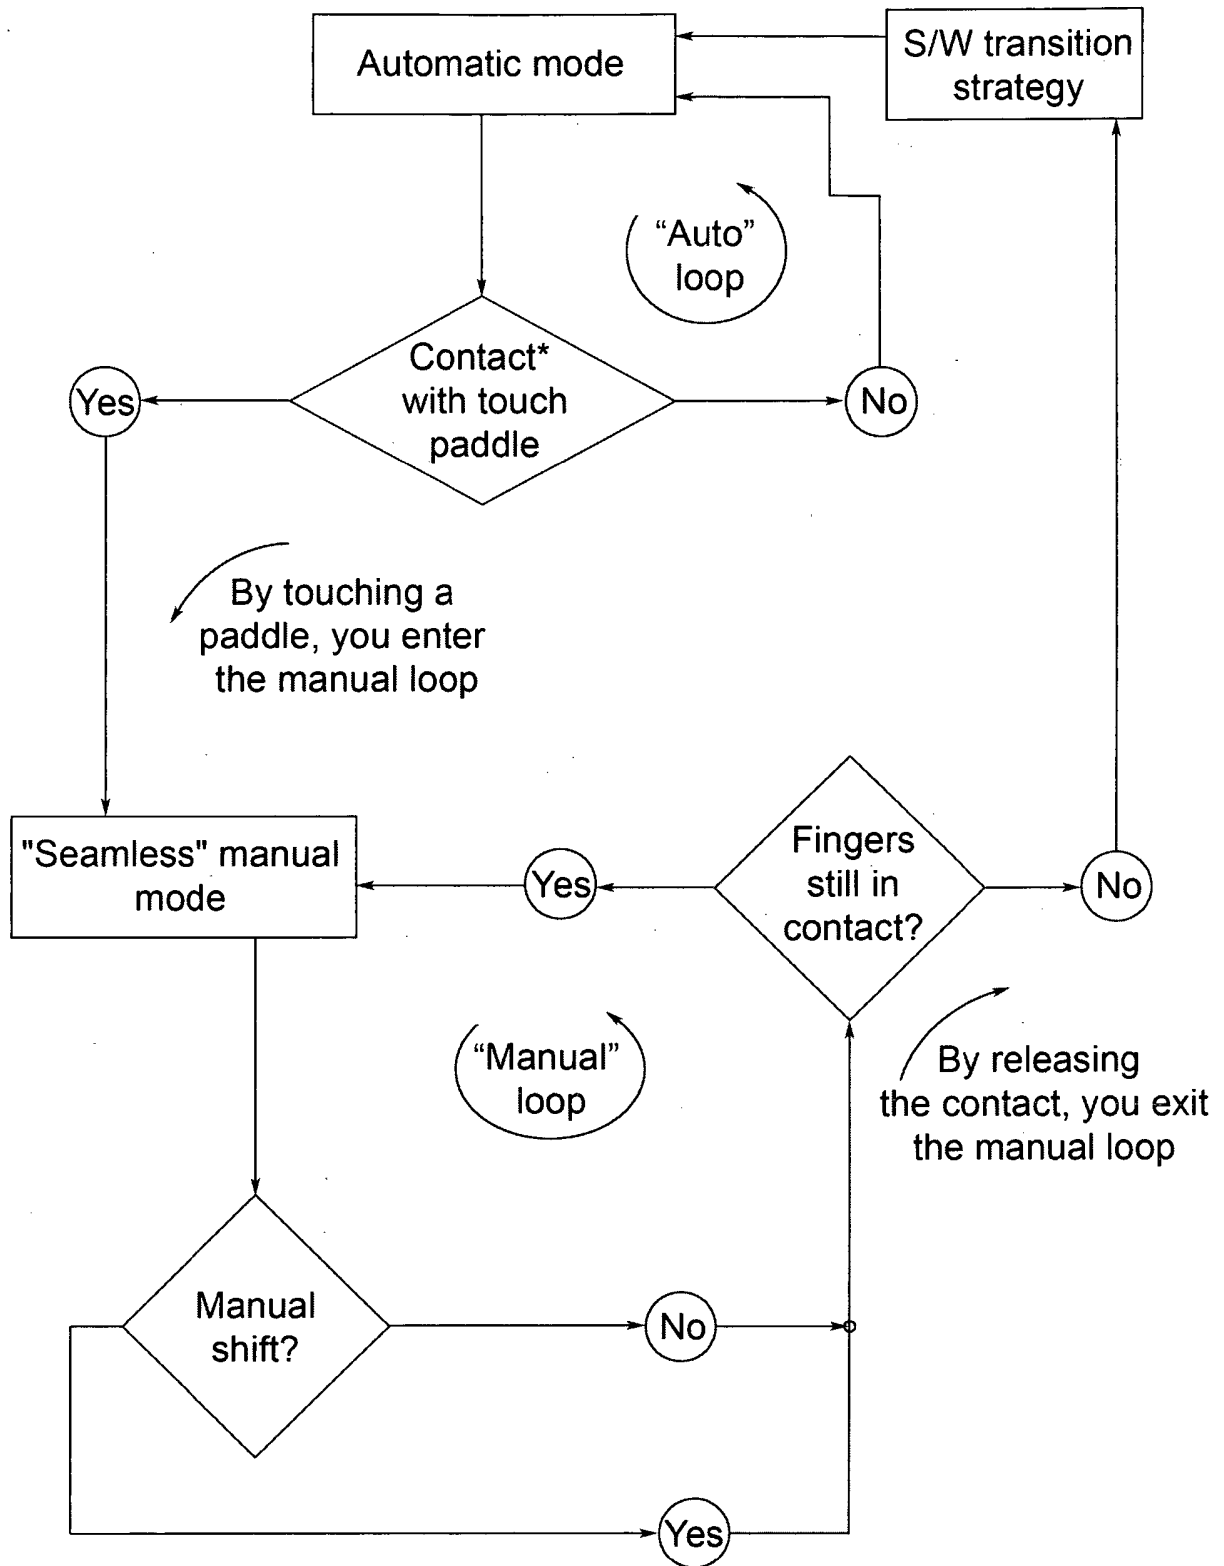 Automatic mode
S/W transition
strategy
“Auto”
loop
Contact*
with touch
paddle
Yes
No
By touching a
paddle, you enter
the manual loop
"Seamless" manual
mode
Yes
Fingers
still in
contact?
No
“Manual”
loop
By releasing
the contact, you exit
the manual loop
Manual
shift?
No
Yes